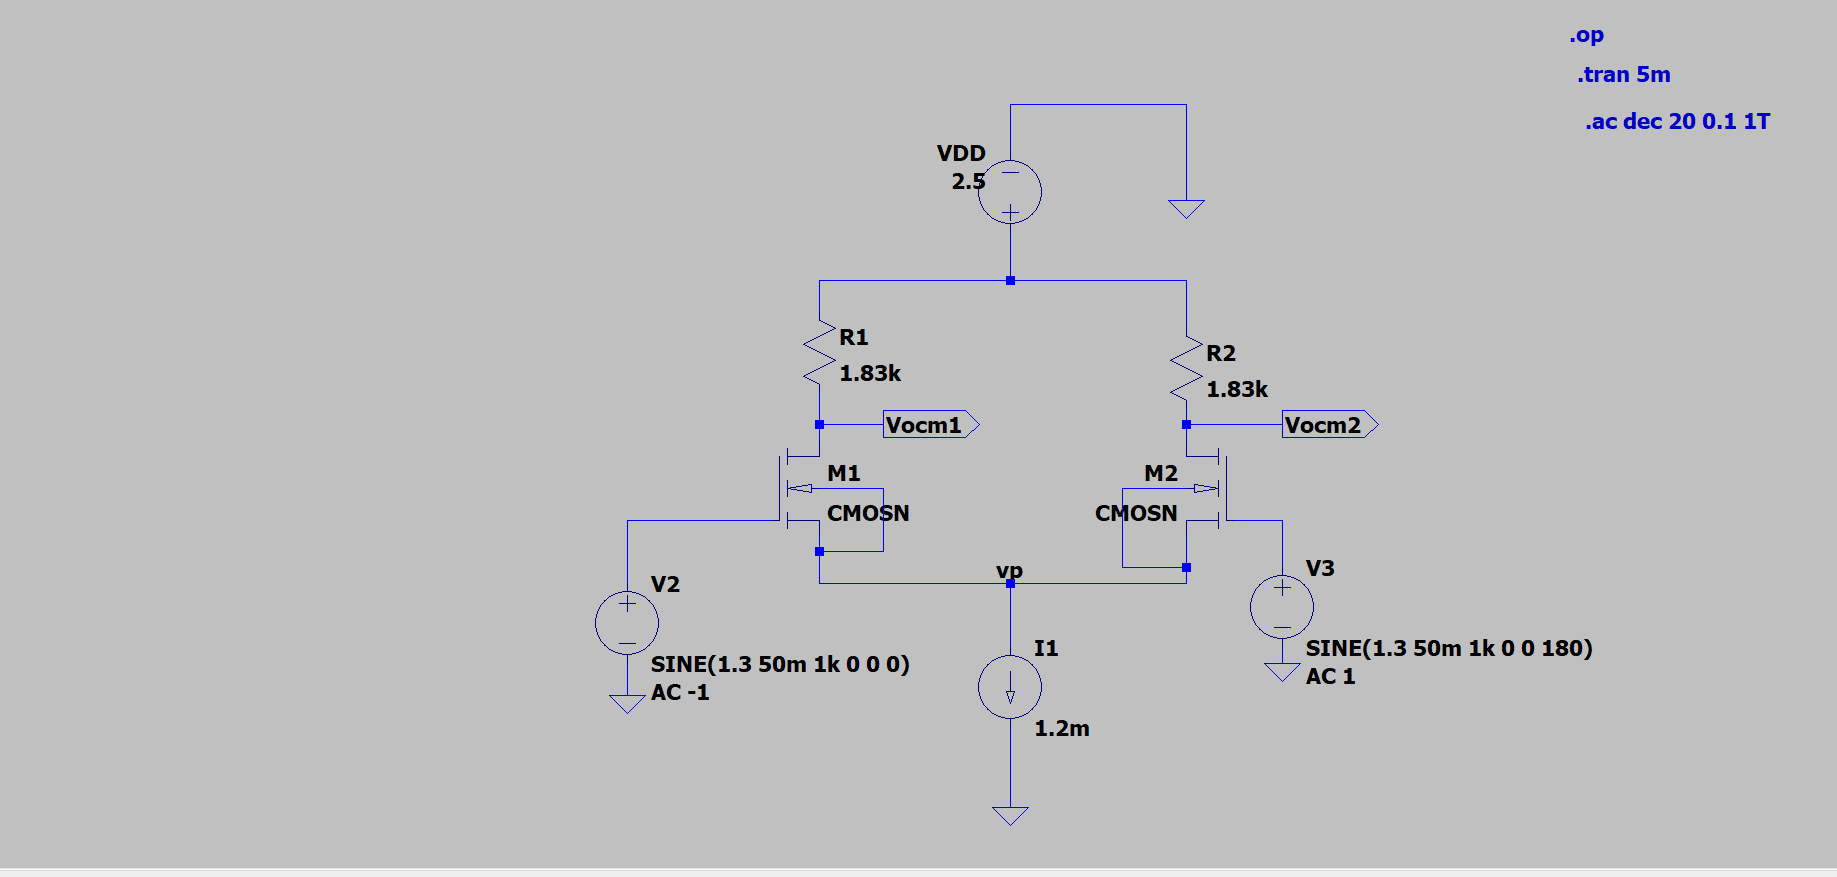 .op
.tran 5m
.ac dec 20 0.1 1T
VDD
2.5
R1
1.83k
R2
1.83k
Vocm1
Vocm2
M1
CMOSN
M2
CMOSN
vp
V2
SINE(1.3 50m 1k 0 0 0)
AC -1
V3
SINE(1.3 50m 1k 0 0 180)
AC 1
I1
1.2m